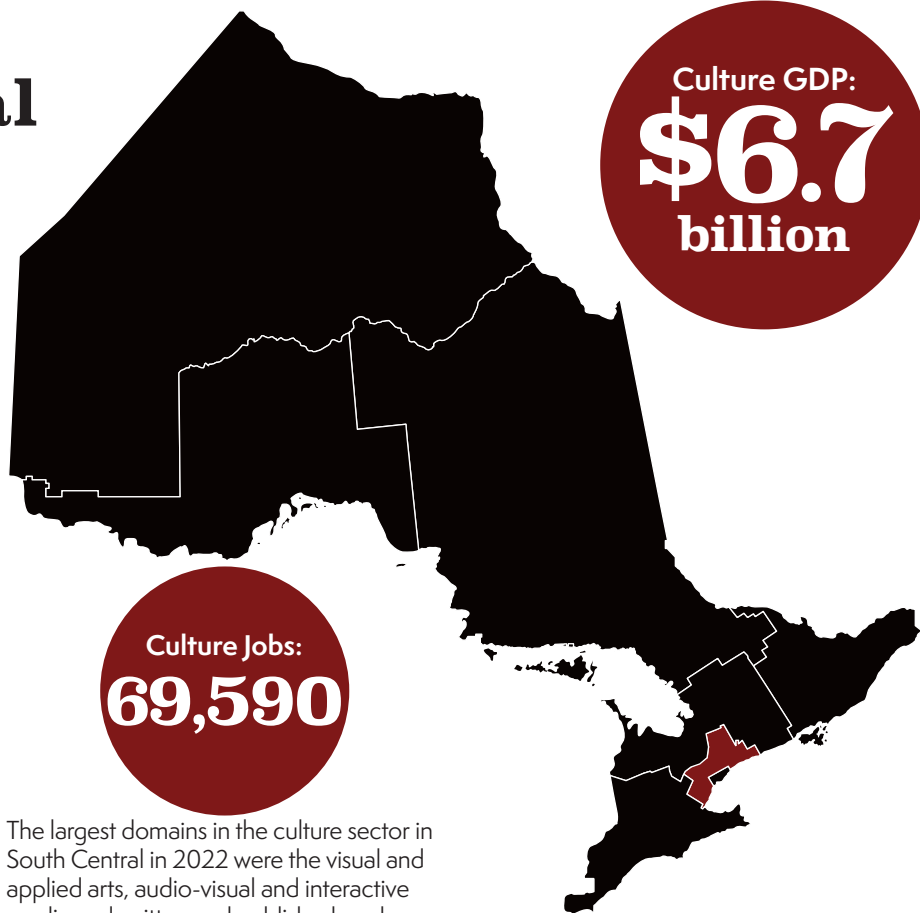 Culture GDP:
$6.7
billion
Culture Jobs:
69,590
The largest domains in the culture sector in
South Central in 2022 were the visual and
applied arts, audio-visual and interactive